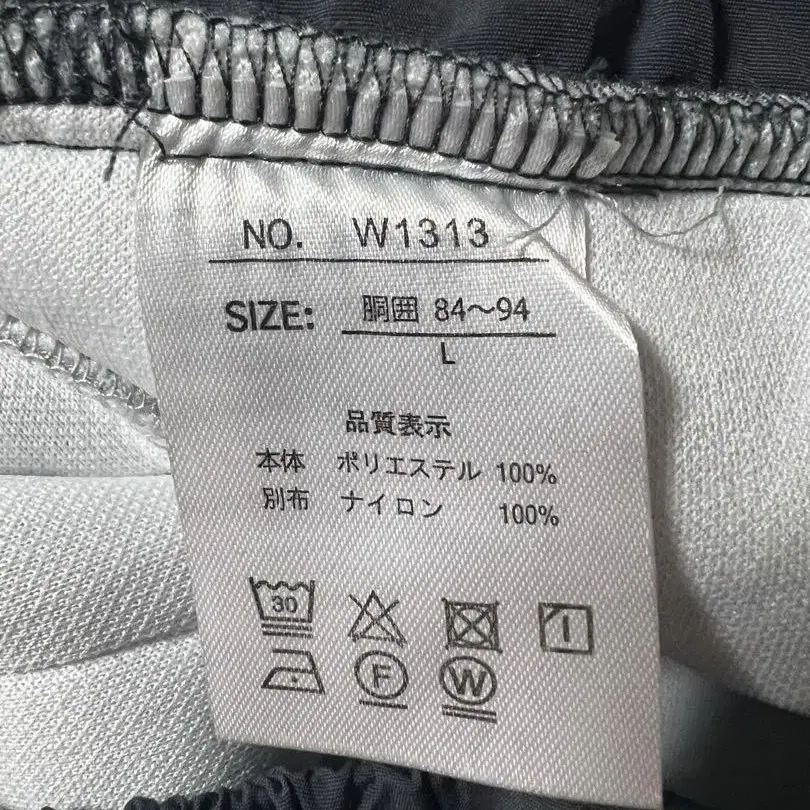 NO. W1313
SIZE: 胴囲 84〜94
L
品質表示
本体 ポリエステル 100%
別布 ナイロン 100%
30
F W